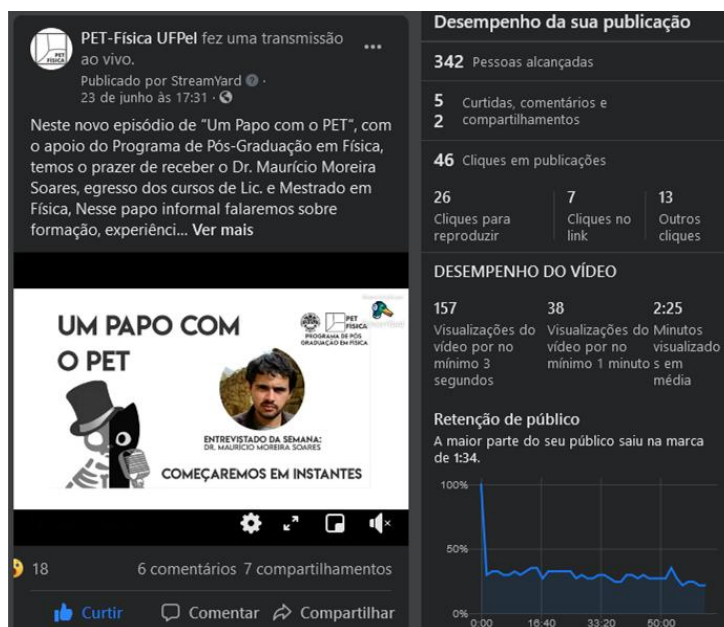 PET-Física UFPel fez uma transmissão
ao vivo.
Publicado por StreamYard
23 de junho às 17:31 ·
Neste novo episódio de "Um Papo com o PET", com
o apoio do Programa de Pós-Graduação em Física,
temos o prazer de receber o Dr. Maurício Moreira
Soares, egresso dos cursos de Lic. e Mestrado em
Física, Nesse papo informal falaremos sobre
formação, experiênci... Ver mais
UM PAPO COM
O PET
PET
FÍSICA
PROGRAMA DE PÓS
GRADUAÇÃO EM FÍSICA
ENTREVISTADO DA SEMANA:
DR. MAURÍCIO MOREIRA SOARES
COMEÇAREMOS EM INSTANTES
18
6 comentários 7 compartilhamentos
Curtir
Comentar
Compartilhar
Desempenho da sua publicação
342 Pessoas alcançadas
5
2
Curtidas, comentários e
compartilhamentos
46 Cliques em publicações
26
Cliques para
reproduzir
7
Cliques no
link
13
Outros
cliques
DESEMPENHO DO VÍDEO
157
Visualizações do
vídeo por no
mínimo 3
segundos
38
Visualizações do
vídeo por no
mínimo 1 minuto
2:25
Minutos
visualizado
s em
média
Retenção de público
A maior parte do seu público saiu na marca
de 1:34.
100%
50%
0%
0:00
16:40
33:20
50:00